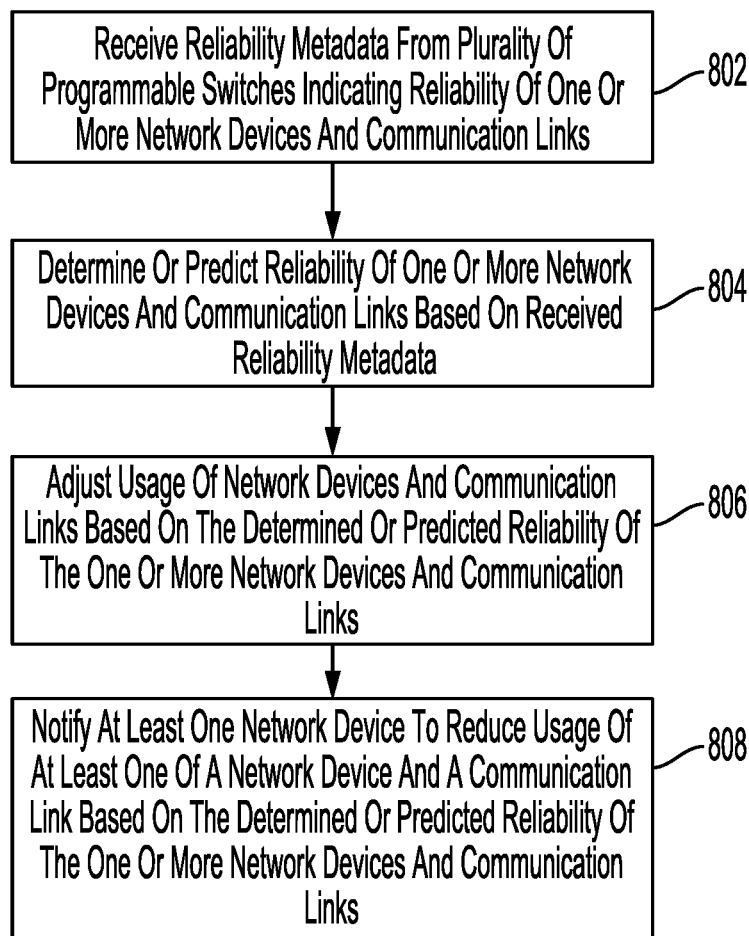 Receive Reliability Metadata From Plurality Of
Programmable Switches Indicating Reliability Of One Or
More Network Devices And Communication Links
802
Determine Or Predict Reliability Of One Or More Network
Devices And Communication Links Based On Received
Reliability Metadata
804
Adjust Usage Of Network Devices And Communication
Links Based On The Determined Or Predicted Reliability Of
The One Or More Network Devices And Communication
Links
806
Notify At Least One Network Device To Reduce Usage Of
At Least One Of A Network Device And A Communication
Link Based On The Determined Or Predicted Reliability Of
The One Or More Network Devices And Communication
Links
808